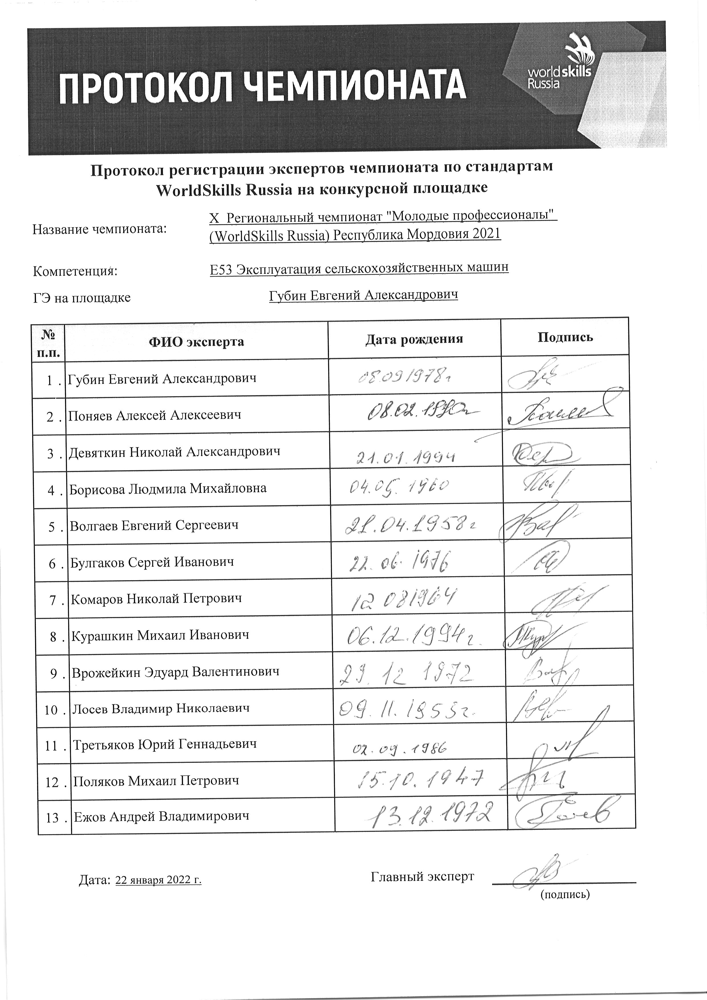 ПРОТОКОЛ ЧЕМПИОНАТА
worldskills
Russia
Протокол регистрации экспертов чемпионата по стандартам
WorldSkills Russia на конкурсной площадке
Название чемпионата:
X Региональный чемпионат "Молодые профессионалы"
(WorldSkills Russia) Республика Мордовия 2021
Компетенция: Е53 Эксплуатация сельскохозяйственных машин
ГЭ на площадке Губин Евгений Александрович
№ п.п. ФИО эксперта Дата рождения Подпись
1 . Губин Евгений Александрович 08.09 1978г
2 . Поняев Алексей Алексеевич 08.02.
3 . Девяткин Николай Александрович 21.01.1994
4 . Борисова Людмила Михайловна 04.05.1960
5 . Волгаев Евгений Сергеевич 21.04.1958г
6 . Булгаков Сергей Иванович 22.06.1976
7 . Комаров Николай Петрович 12 08 1964
8 . Курашкин Михаил Иванович 06.12.1994г.
9 . Врожейкин Эдуард Валентинович 29.12 1972
10 . Лосев Владимир Николаевич 09.11.1955г.
11 . Третьяков Юрий Геннадьевич 02.09.1986
12 . Поляков Михаил Петрович 15.10.1947
13 . Ежов Андрей Владимирович 13.12.1972
Дата: 22 января 2022 г. Главный эксперт
(подпись)